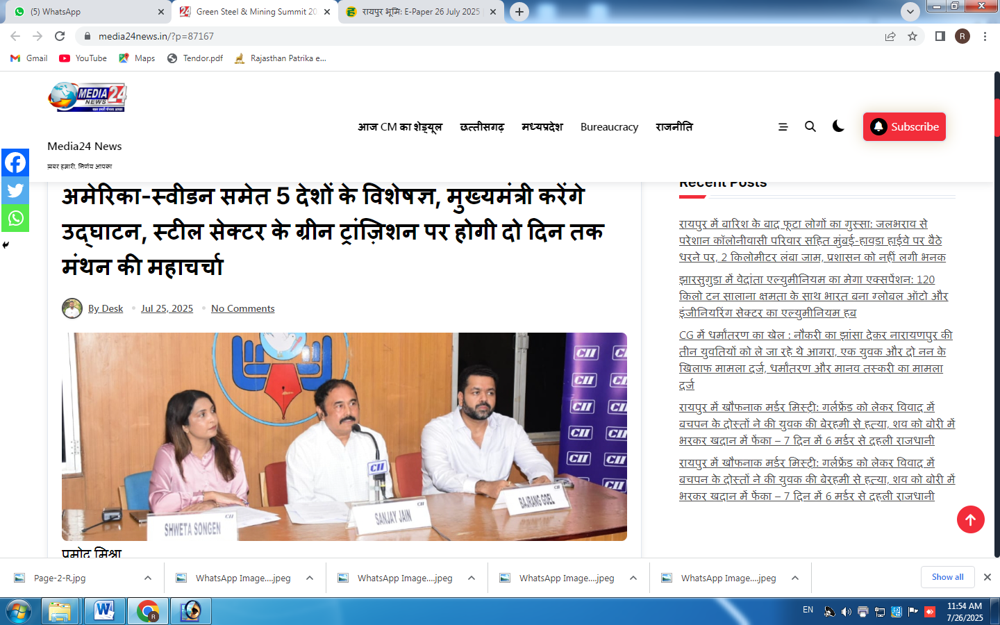 (5) WhatsApp
Green Steel & Mining Summit 20
रायपुर भूमि: E-Paper 26 July 2025
media24news.in/?p=87167
R
Gmail
YouTube
Maps
Tendor.pdf
Rajasthan Patrika e...
MEDIA 24
NEWS
Media24 News
ख़बर हमारी, निर्णय आपका
आज CM का शेड्यूल
छत्तीसगढ़
मध्यप्रदेश
Bureaucracy
राजनीति
Subscribe
अमेरिका-स्वीडन समेत 5 देशों के विशेषज्ञ, मुख्यमंत्री करेंगे
उद्घाटन, स्टील सेक्टर के ग्रीन ट्रांज़िशन पर होगी दो दिन तक
मंथन की महाचर्चा
By Desk
Jul 25, 2025
No Comments
CII
CII
CII
CII
CII
CII
CII
CII
CII
CII
CII
SHWETA SONGEN
SANJAY JAIN
BAJRANG GOEL
प्रमोद मिश्रा
Recent Posts
रायपुर में बारिश के बाद फूटा लोगों का गुस्सा: जलभराव से
परेशान कॉलोनीवासी परिवार सहित मुंबई-हावड़ा हाईवे पर बैठे
धरने पर, 2 किलोमीटर लंबा जाम, प्रशासन को नहीं लगी भनक
झारसुगुडा में वेदांता एल्युमीनियम का मेगा एक्सपेंशन: 120
किलो टन सालाना क्षमता के साथ भारत बना ग्लोबल ऑटो और
इंजीनियरिंग सेक्टर का एल्युमीनियम हब
CG में धर्मांतरण का खेल : नौकरी का झांसा देकर नारायणपुर की
तीन युवतियों को ले जा रहे थे आगरा, एक युवक और दो नन के
खिलाफ मामला दर्ज, धर्मांतरण और मानव तस्करी का मामला
दर्ज
रायपुर में खौफनाक मर्डर मिस्ट्री: गर्लफ्रेंड को लेकर विवाद में
बचपन के दोस्तों ने की युवक की बेरहमी से हत्या, शव को बोरी में
भरकर खदान में फेंका – 7 दिन में 6 मर्डर से दहली राजधानी
रायपुर में खौफनाक मर्डर मिस्ट्री: गर्लफ्रेंड को लेकर विवाद में
बचपन के दोस्तों ने की युवक की बेरहमी से हत्या, शव को बोरी में
भरकर खदान में फेंका – 7 दिन में 6 मर्डर से दहली राजधानी
Page-2-R.jpg
WhatsApp Image....jpeg
WhatsApp Image....jpeg
WhatsApp Image....jpeg
WhatsApp Image....jpeg
Show all
EN
11:54 AM
7/26/2025